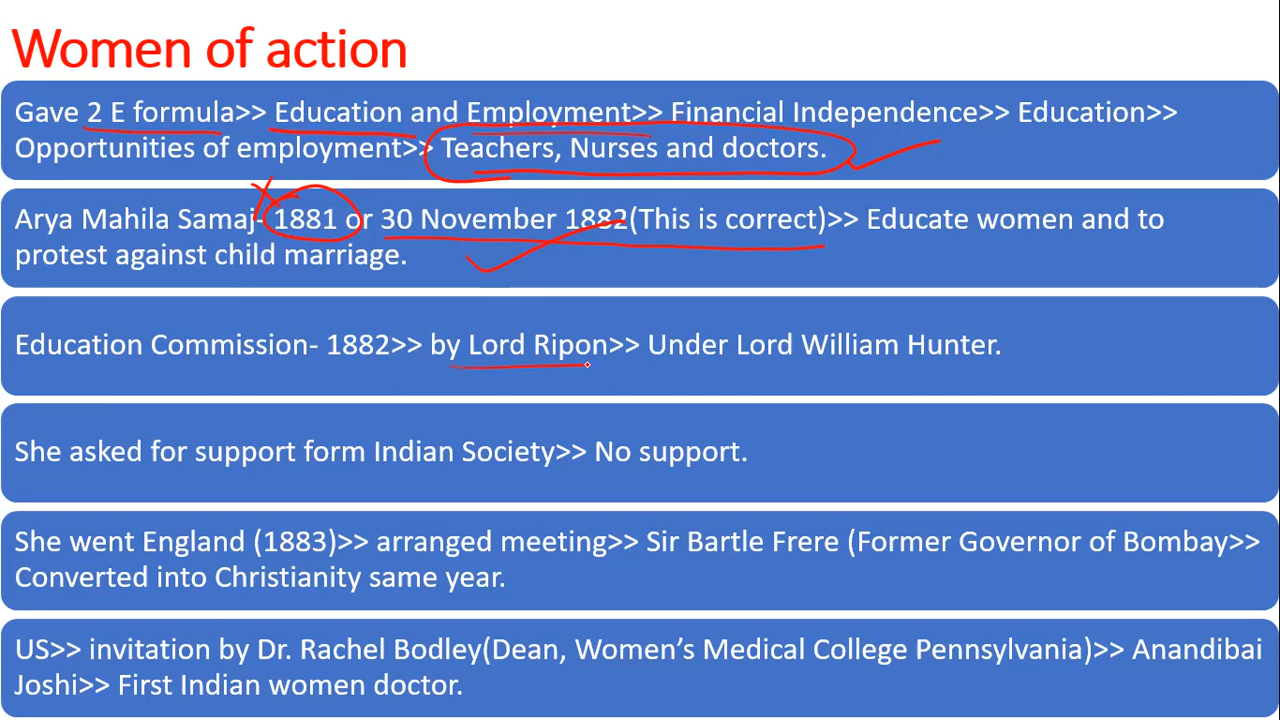 Women of action
Gave 2 E formula>> Education and Employment>> Financial Independence>> Education>>
Opportunities of employment>> Teachers, Nurses and doctors.
Arya Mahila Samaj- 1881 or 30 November 1882(This is correct)>> Educate women and to
protest against child marriage.
Education Commission- 1882>> by Lord Ripon>> Under Lord William Hunter.
She asked for support form Indian Society>> No support.
She went England (1883)>> arranged meeting>> Sir Bartle Frere (Former Governor of Bombay>>
Converted into Christianity same year.
US>> invitation by Dr. Rachel Bodley(Dean, Women’s Medical College Pennsylvania)>> Anandibai
Joshi>> First Indian women doctor.